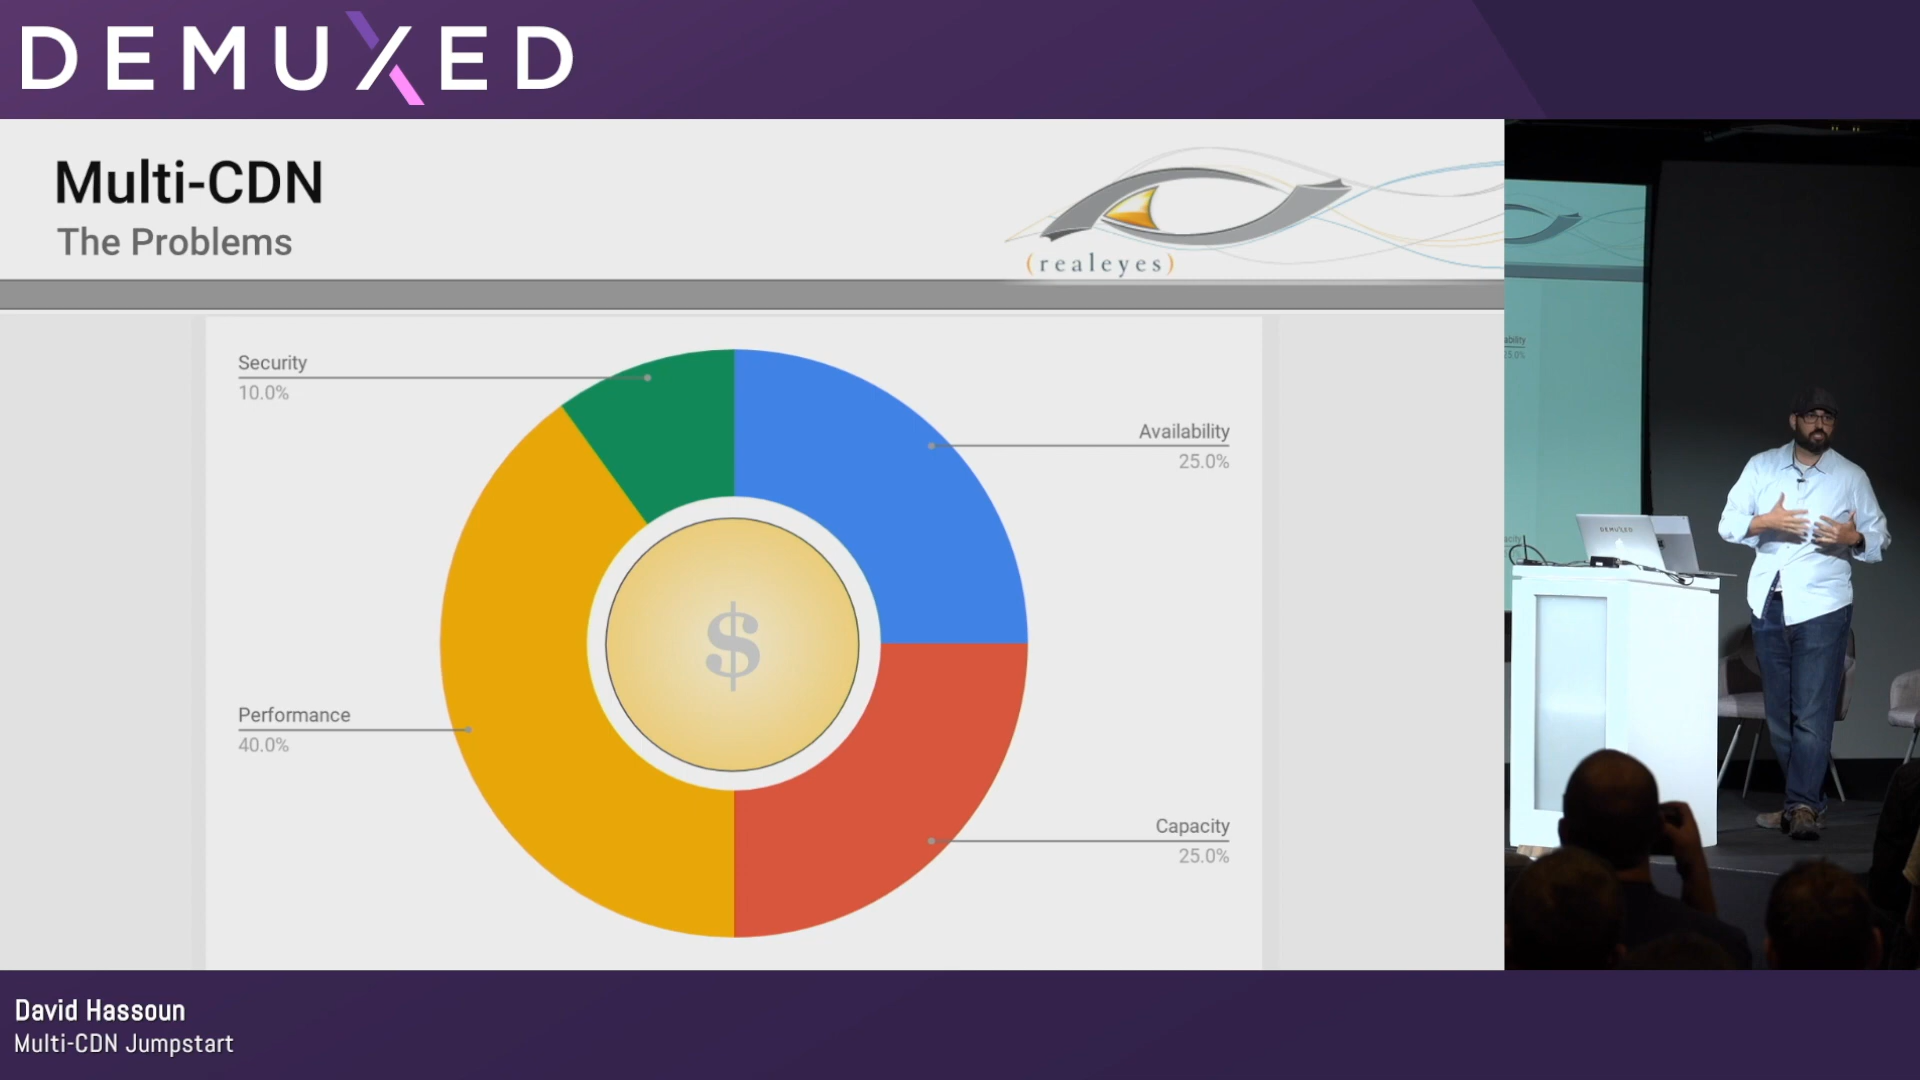 DEMUXED
Multi-CDN
The Problems
(realeyes)
Security
10.0%
Availability
25.0%
$
Performance
40.0%
Capacity
25.0%
DEMUXED
David Hassoun
Multi-CDN Jumpstart